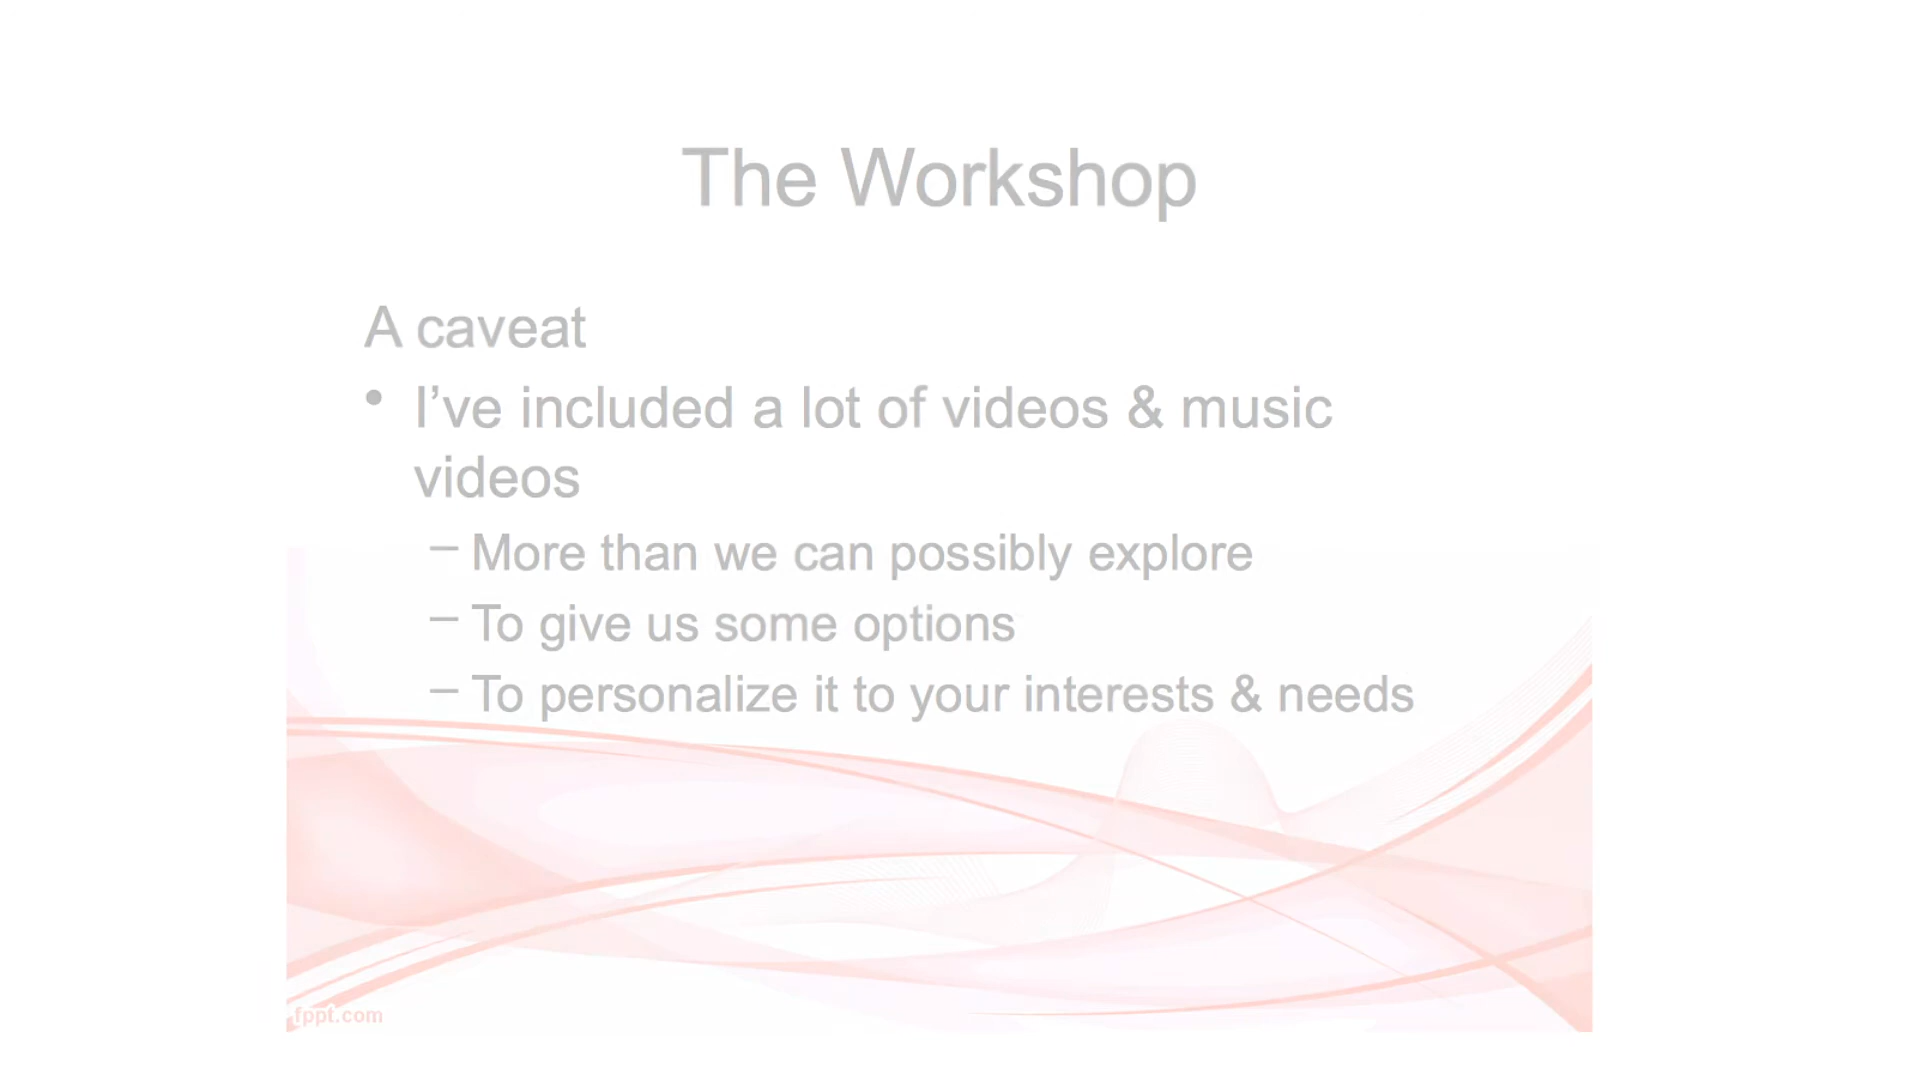 The Workshop
A caveat
• I’ve included a lot of videos & music
videos
– More than we can possibly explore
– To give us some options
– To personalize it to your interests & needs
fppt.com